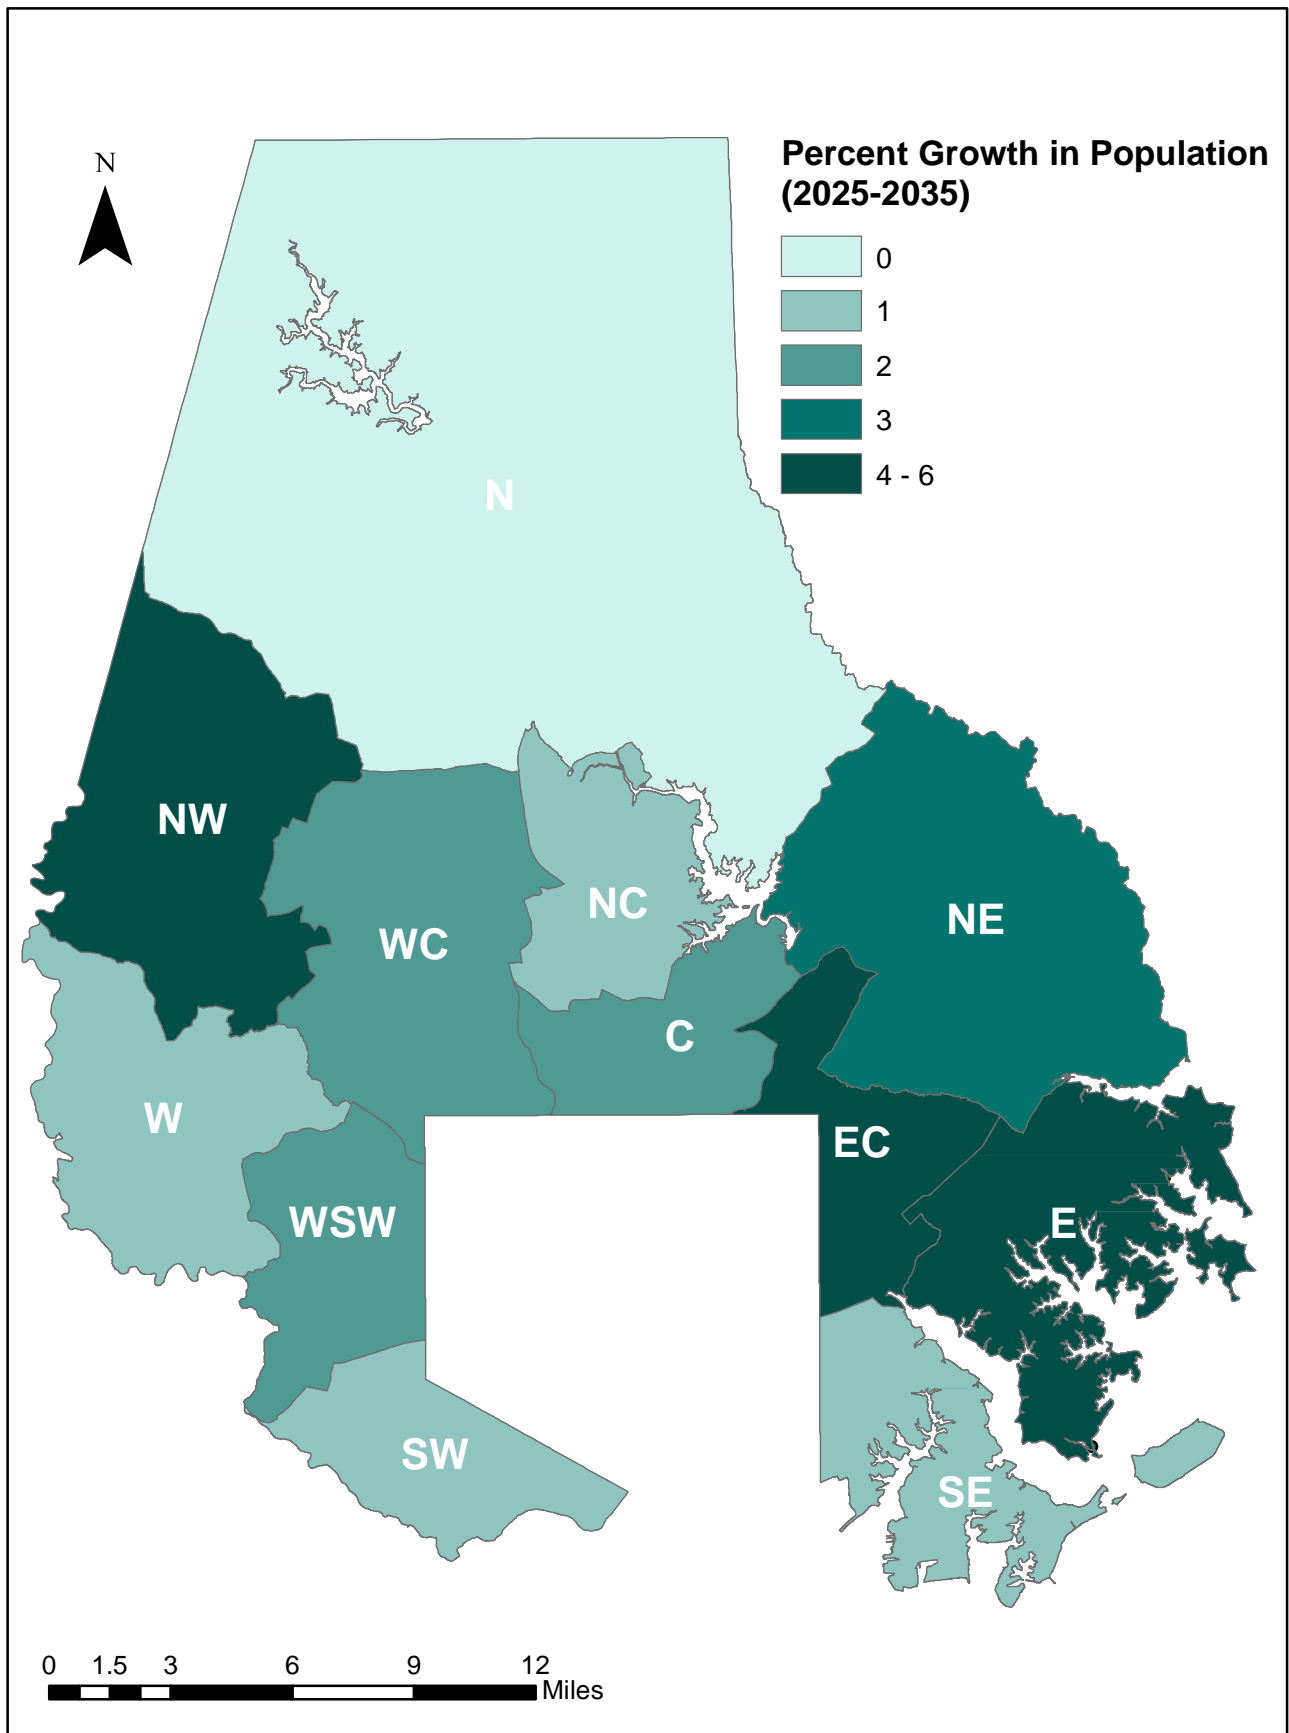 N
Percent Growth in Population
(2025-2035)
0
1
2
3
4 - 6
N
NW
NC
NE
WC
C
W
EC
WSW
E
SW
SE
0 1.5 3 6 9 12
Miles